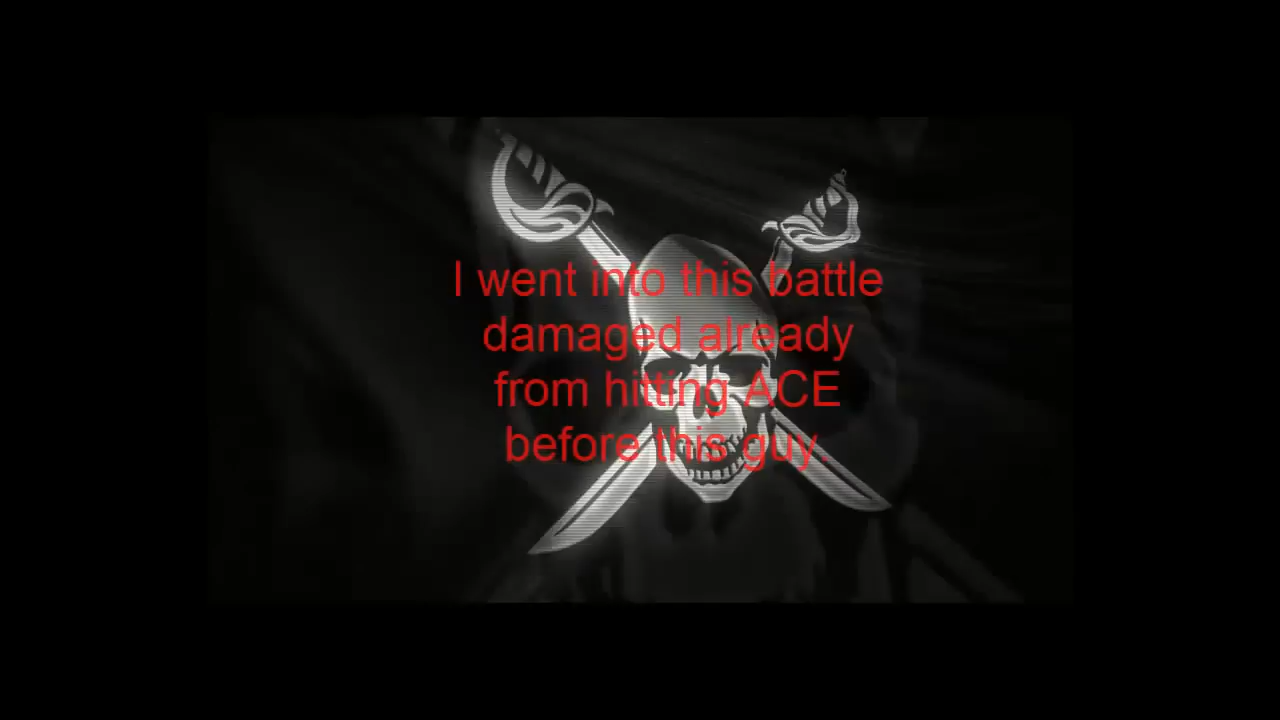 I went into this battle
damaged already
from hitting ACE
before this guy